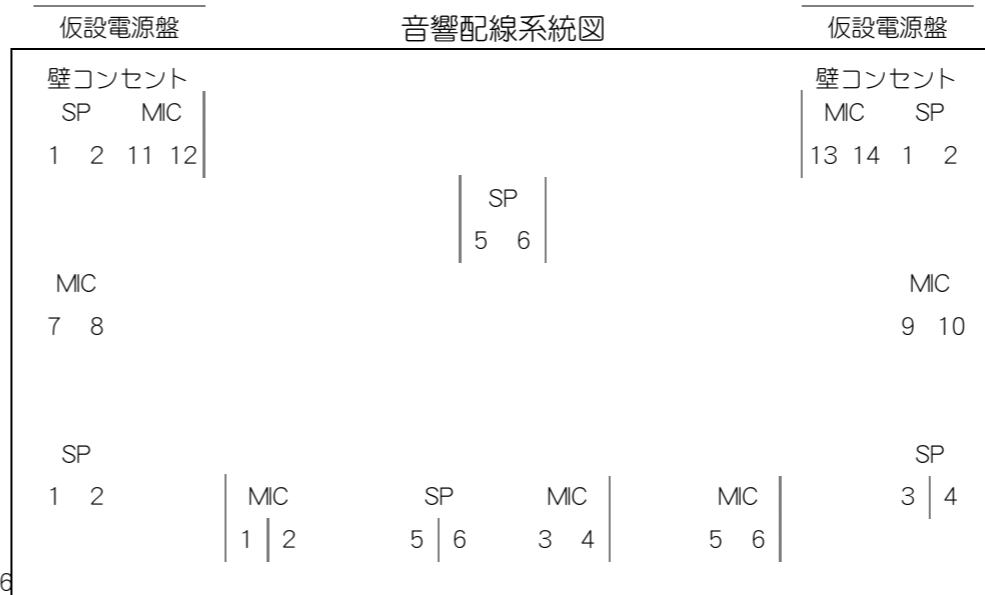 仮設電源盤 音響配線系統図 仮設電源盤
壁コンセント 壁コンセント
SP MIC MIC SP
1 2 11 12 13 14 1 2
SP
5 6
MIC MIC
7 8 9 10
SP SP
1 2 MIC SP MIC MIC 3 4
1 2 5 6 3 4 5 6
6